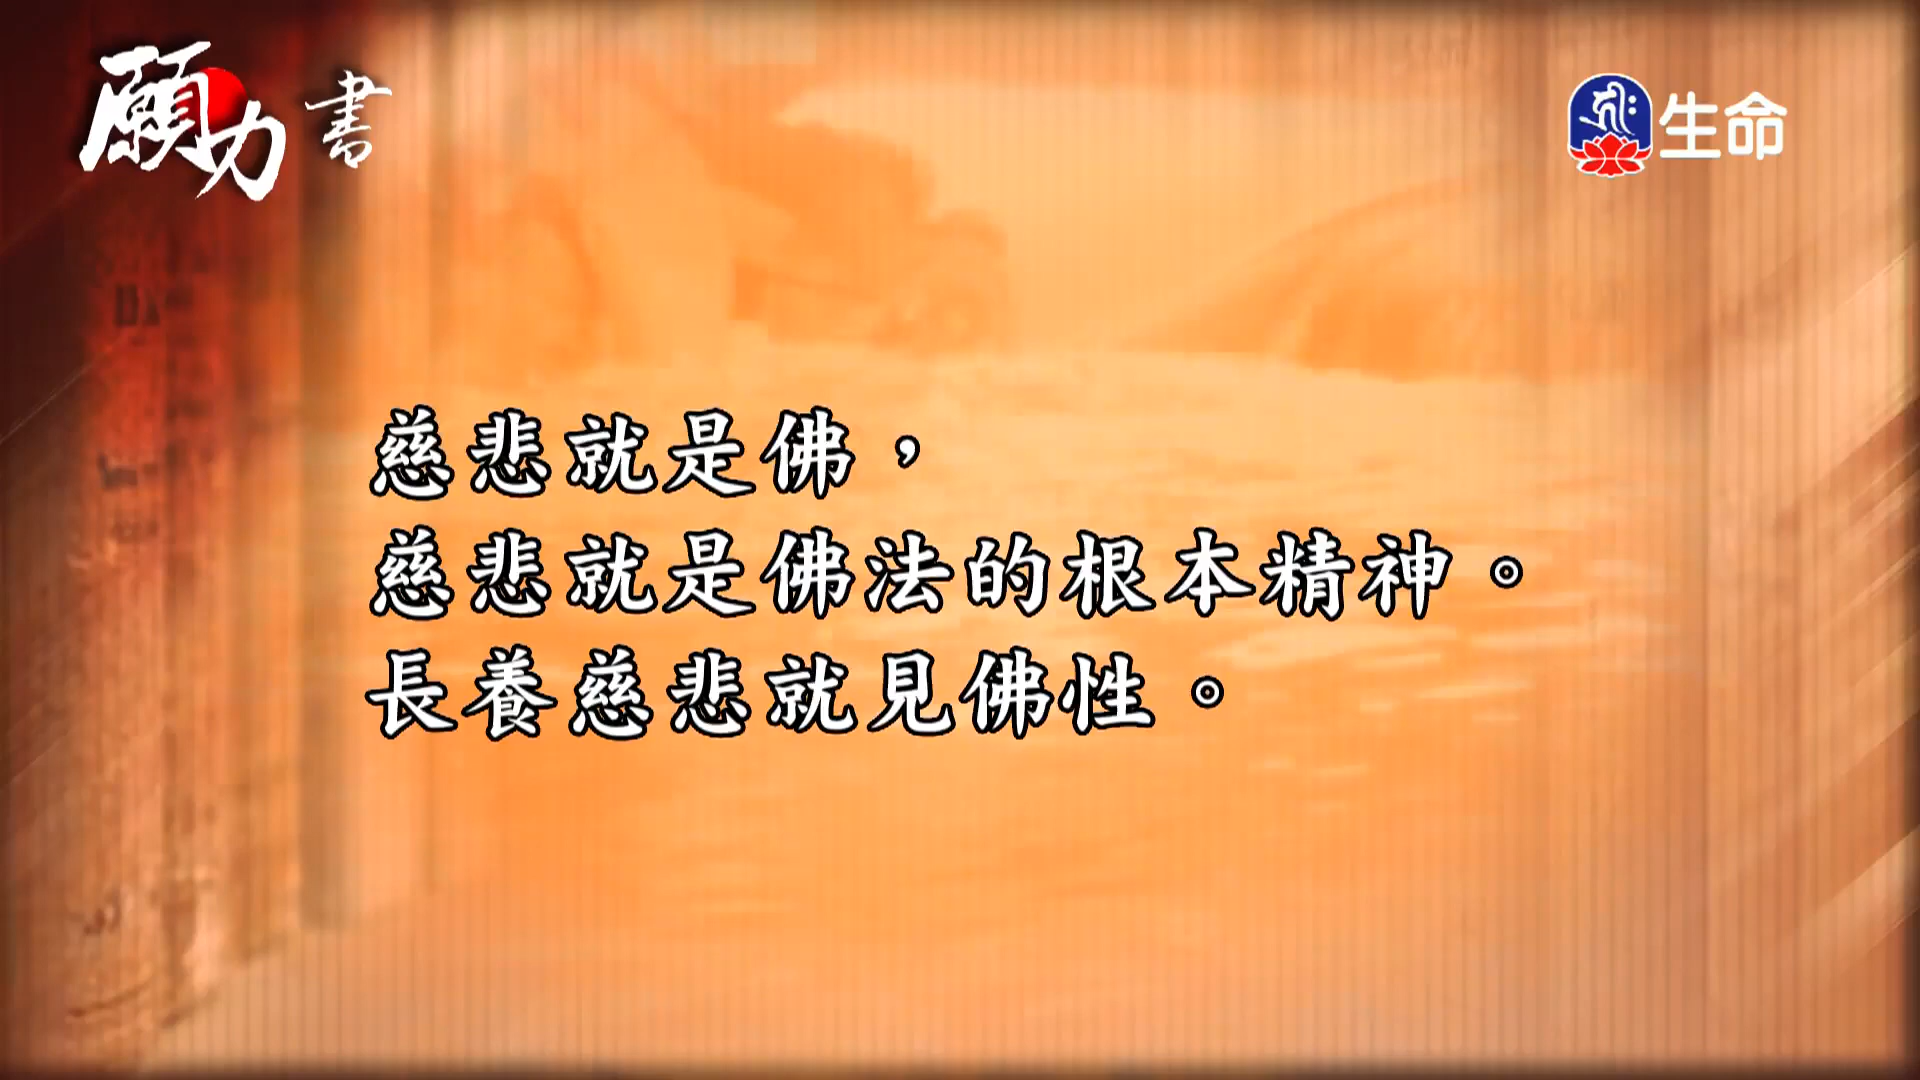 願力書
生命
慈悲就是佛，
慈悲就是佛法的根本精神。
長養慈悲就見佛性。